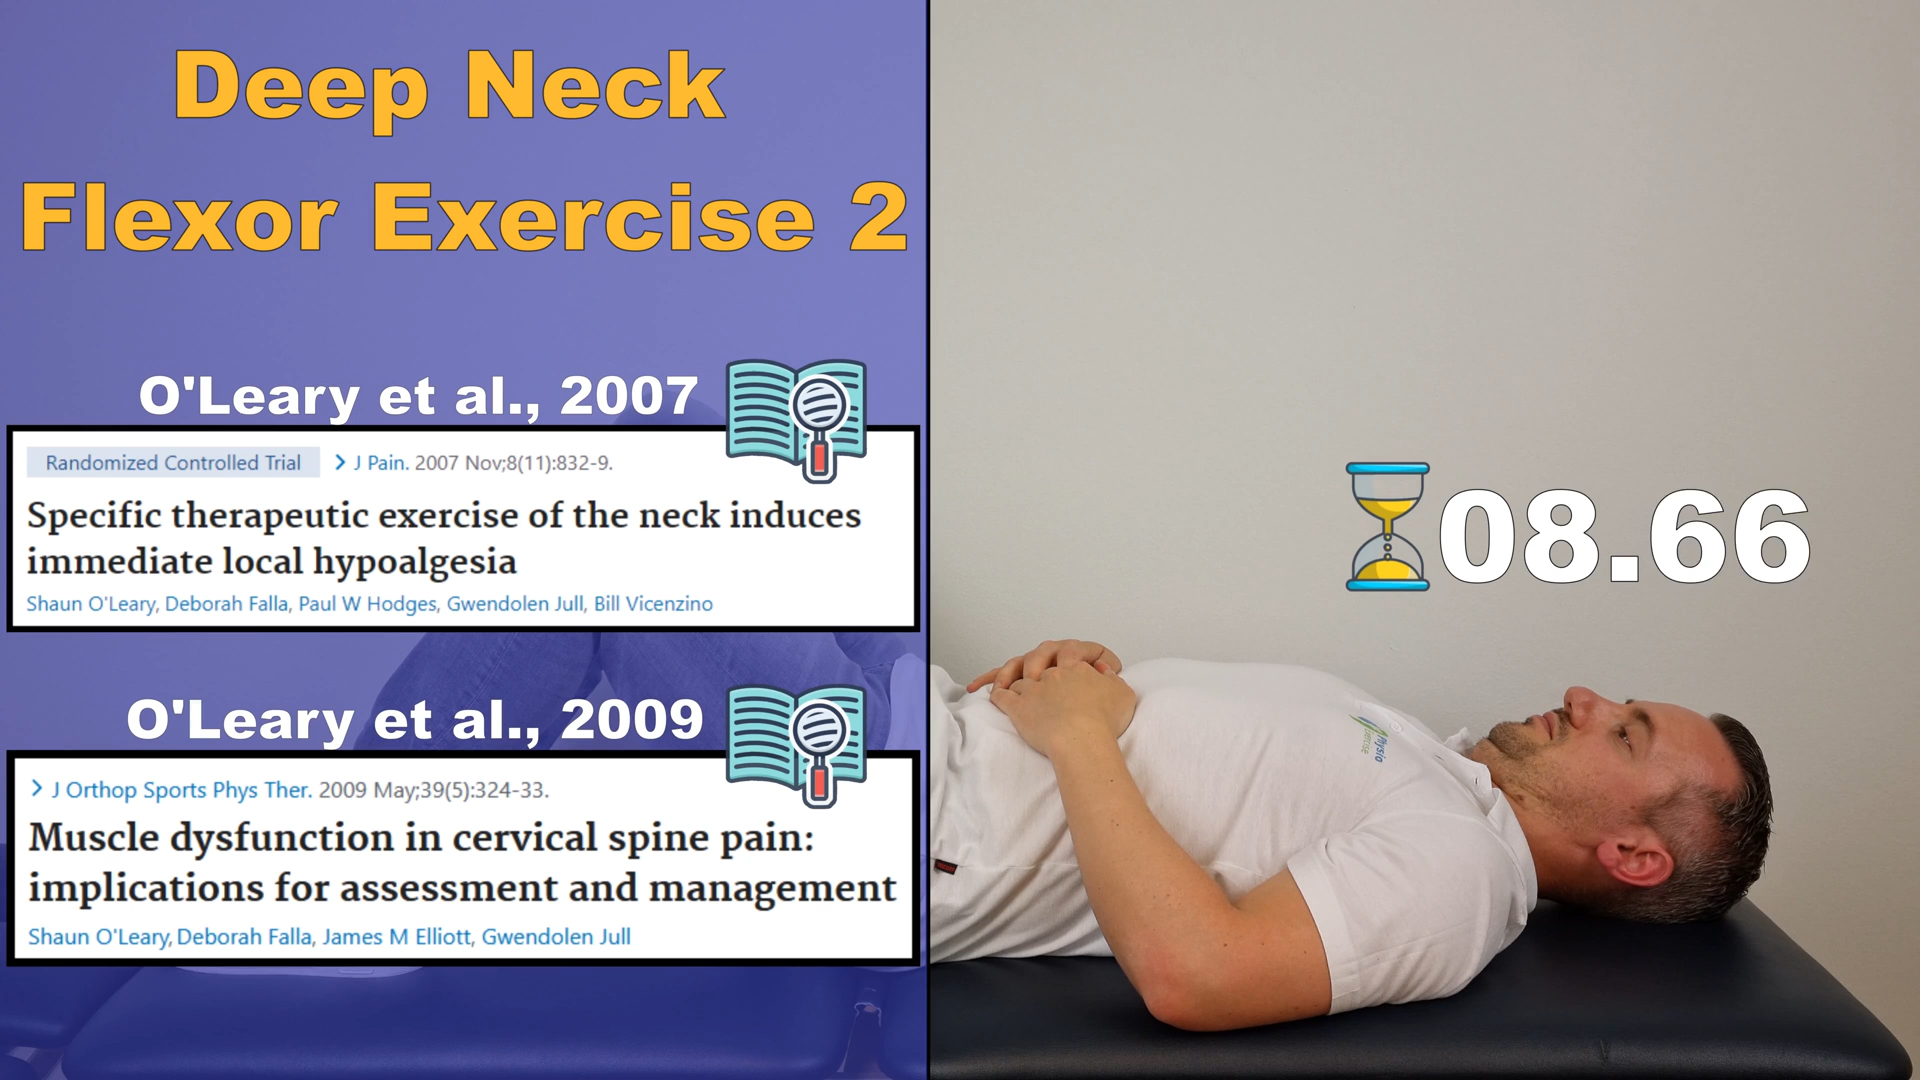 Deep Neck
Flexor Exercise 2
O'Leary et al., 2007
Randomized Controlled Trial > J Pain. 2007 Nov;8(11):832-9.
Specific therapeutic exercise of the neck induces
immediate local hypoalgesia
Shaun O'Leary, Deborah Falla, Paul W Hodges, Gwendolen Jull, Bill Vicenzino
O'Leary et al., 2009
> J Orthop Sports Phys Ther. 2009 May;39(5):324-33.
Muscle dysfunction in cervical spine pain:
implications for assessment and management
Shaun O'Leary, Deborah Falla, James M Elliott, Gwendolen Jull
08.66
Physio